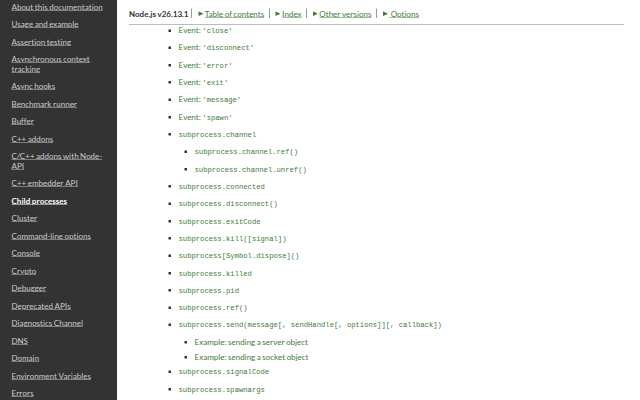 About this documentation
Usage and example
Assertion testing
Asynchronous context
tracking
Async hooks
Benchmark runner
Buffer
C++ addons
C/C++ addons with Node-
API
C++ embedder API
Child processes
Cluster
Command-line options
Console
Crypto
Debugger
Deprecated APIs
Diagnostics Channel
DNS
Domain
Environment Variables
Errors
Node.js v26.13.1 | ►Table of contents | ►Index | ►Other versions | ► Options
Event: 'close'
Event: 'disconnect'
Event: 'error'
Event: 'exit'
Event: 'message'
Event: 'spawn'
subprocess.channel
subprocess.channel.ref()
subprocess.channel.unref()
subprocess.connected
subprocess.disconnect()
subprocess.exitCode
subprocess.kill([signal])
subprocess[Symbol.dispose]()
subprocess.killed
subprocess.pid
subprocess.ref()
subprocess.send(message[, sendHandle[, options]][, callback])
Example: sending a server object
Example: sending a socket object
subprocess.signalCode
subprocess.spawnargs